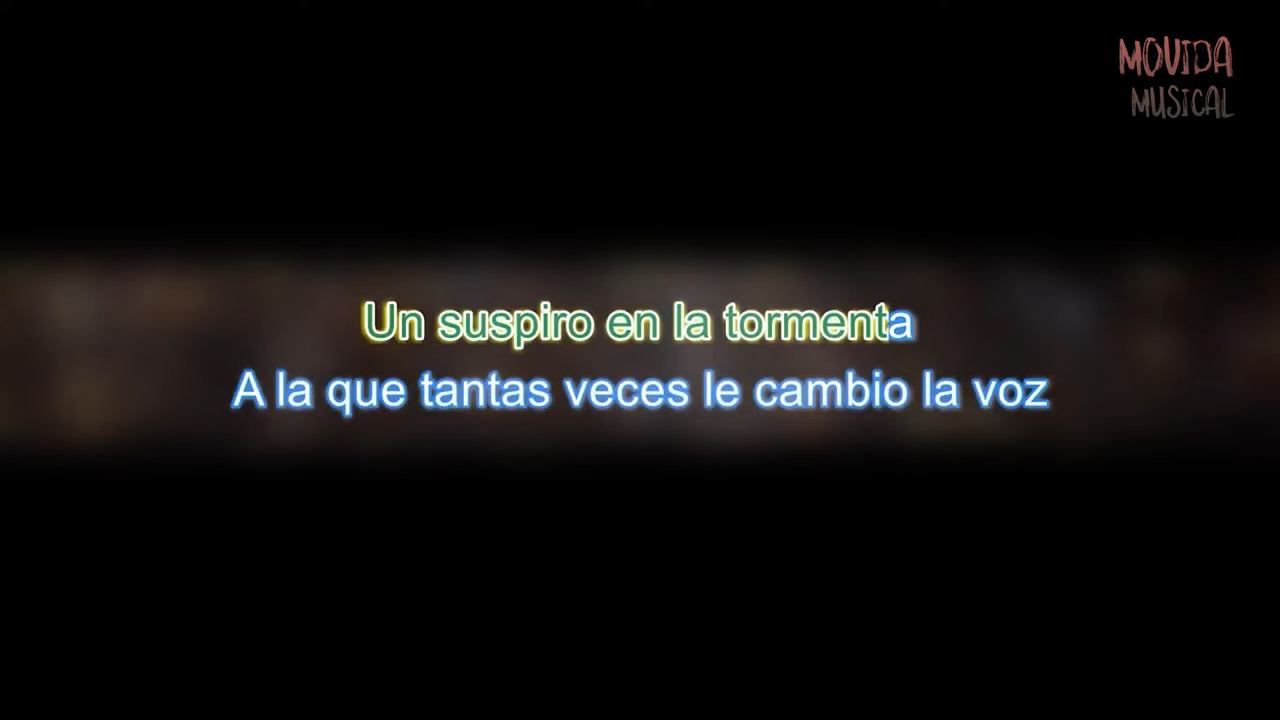 MOVIDA
MUSICAL
Un suspiro en la tormenta
A la que tantas veces le cambio la voz